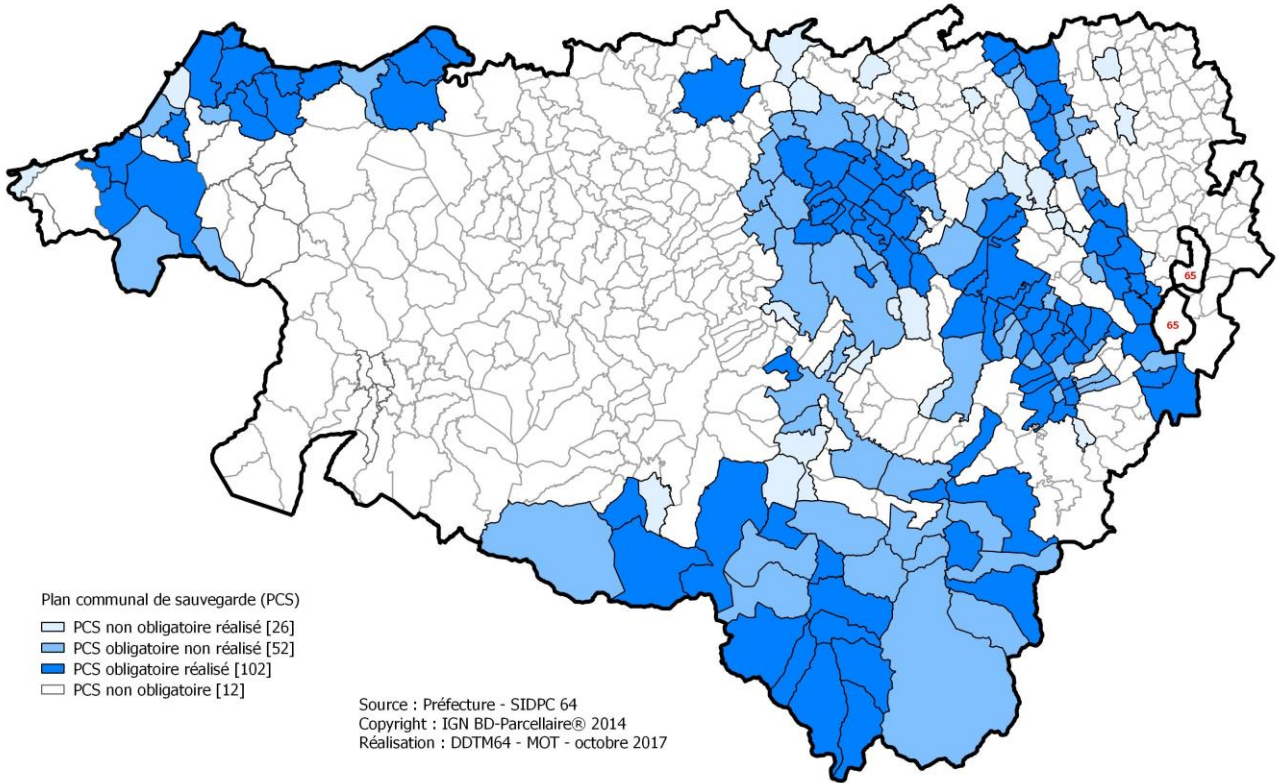 65
65
Plan communal de sauvegarde (PCS)
PCS non obligatoire réalisé [26]
PCS obligatoire non réalisé [52]
PCS obligatoire réalisé [102]
PCS non obligatoire [12]
Source : Préfecture - SIDPC 64
Copyright : IGN BD-Parcellaire® 2014
Réalisation : DDTM64 - MOT - octobre 2017